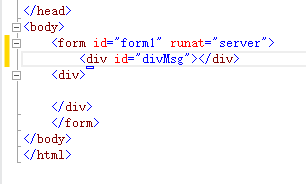 </head>
<body>
<form id="form1" runat="server">
<div id="divMsg"></div>
<div>
</div>
</form>
</body>
</html>